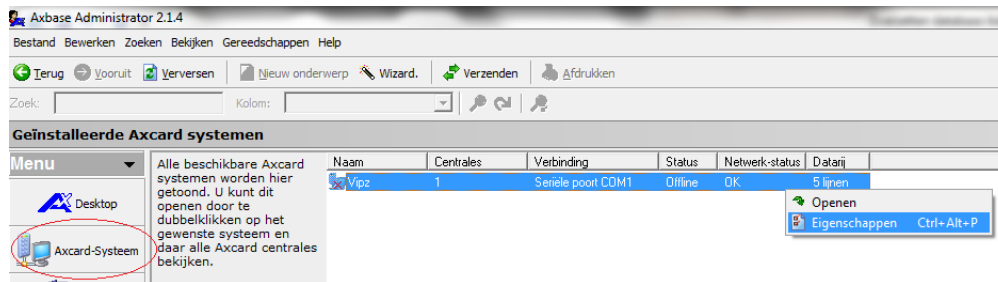 Axbase Administrator 2.1.4
Bestand Bewerken Zoeken Bekijken Gereedschappen Help
Terug Vooruit Verversen Nieuw onderwerp Wizard. Verzenden Afdrukken
Zoek: Kolom:
Geïnstalleerde Axcard systemen
Menu
Desktop
Axcard-Systeem
Alle beschikbare Axcard
systemen worden hier
getoond. U kunt dit
openen door te
dubbelklikken op het
gewenste systeem en
daar alle Axcard centrales
bekijken.
Naam Centrales Verbinding Status Netwerk-status Datarij
Vipz 1 Seriële poort COM1 Offline OK 5 lijnen
Openen
Eigenschappen Ctrl+Alt+P